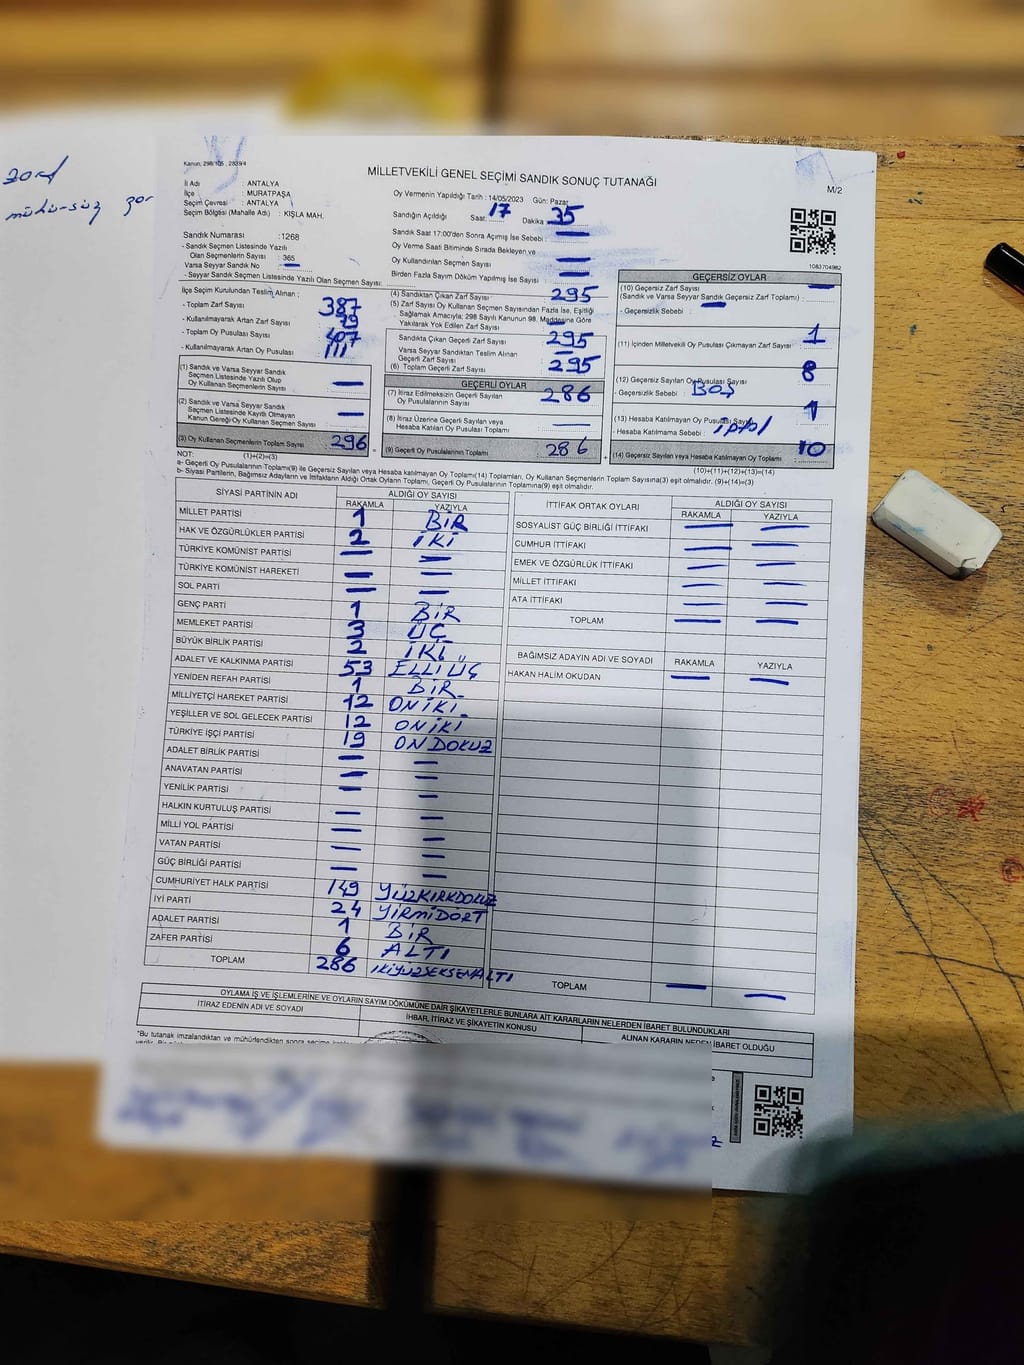 zarf
mühürsüz
Kanun; 298/105 , 2839/4
MİLLETVEKİLİ GENEL SEÇİMİ SANDIK SONUÇ TUTANAĞI
M/2
İl Adı : ANTALYA
İlçe : MURATPAŞA
Seçim Çevresi : ANTALYA
Seçim Bölgesi (Mahalle Adı) : KIŞLA MAH.
Sandık Numarası :1268
- Sandık Seçmen Listesinde Yazılı
Olan Seçmenlerin Sayısı : 365
Varsa Seyyar Sandık No —
- Seyyar Sandık Seçmen Listesinde Yazılı Olan Seçmen Sayısı:
Oy Vermenin Yapıldığı Tarih : 14/05/2023 Gün: Pazar
Sandığın Açıldığı Saat: 17 Dakika 35
Sandık Saat 17:00'den Sonra Açımış İse Sebebi : —
Oy Verme Saati Bitiminde Sırada Bekleyen ve
Oy Kullandırılan Seçmen Sayısı —
Birden Fazla Sayım Döküm Yapılmış İse Sayısı —
1083704982
İlçe Seçim Kurulundan Teslim Alınan ;
- Toplam Zarf Sayısı 387
- Kullanılmayarak Artan Zarf Sayısı
- Toplam Oy Pusulası Sayısı 407
- Kullanılmayarak Artan Oy Pusulası 111
(1) Sandık ve Varsa Seyyar Sandık
Seçmen Listesinde Yazılı Olup
Oy Kullanan Seçmenlerin Sayısı —
(2) Sandık ve Varsa Seyyar Sandık
Seçmen Listesinde Kayıtlı Olmayan
Kanun Gereği Oy Kullanan Seçmen Sayısı —
(3) Oy Kullanan Seçmenlerin Toplam Sayısı 296
(1)+(2)=(3)
(4) Sandıktan Çıkan Zarf Sayısı 295
(5) Zarf Sayısı Oy Kullanan Seçmen Sayısından Fazla İse, Eşitliği
Sağlamak Amacıyla; 298 Sayılı Kanunun 98. Maddesine Göre
Yakılarak Yok Edilen Zarf Sayısı —
Sandıkta Çıkan Geçerli Zarf Sayısı 295
Varsa Seyyar Sandıktan Teslim Alınan
Geçerli Zarf Sayısı —
(6) Toplam Geçerli Zarf Sayısı 295
GEÇERLİ OYLAR
(7) İtiraz Edilmeksizin Geçerli Sayılan
Oy Pusulalarının Sayısı 286
(8) İtiraz Üzerine Geçerli Sayılan veya
Hesaba Katılan Oy Pusulası Toplamı —
(9) Geçerli Oy Pusulalarının Toplamı 286
GEÇERSİZ OYLAR
(10) Geçersiz Zarf Sayısı —
(Sandık ve Varsa Seyyar Sandık Geçersiz Zarf Toplamı) :
- Geçersizlik Sebebi : —
(11) İçinden Milletvekili Oy Pusulası Çıkmayan Zarf Sayısı 1
(12) Geçersiz Sayılan Oy Pusulası Sayısı 8
- Geçersizlik Sebebi : BOŞ
(13) Hesaba Katılmayan Oy Pusulası Sayısı 1
- Hesaba Katılmama Sebebi : iptal
(14) Geçersiz Sayılan veya Hesaba Katılmayan Oy Toplamı 10
(10)+(11)+(12)+(13)=(14)
NOT:
a- Geçerli Oy Pusulalarının Toplamı(9) ile Geçersiz Sayılan veya Hesaba katılmayan Oy Toplamı(14) Toplamları, Oy Kullanan Seçmenlerin Toplam Sayısına(3) eşit olmalıdır. (9)+(14)=(3)
b- Siyasi Partilerin, Bağımsız Adayların ve İttifakların Aldığı Ortak Oyların Toplamı, Geçerli Oy Pusulalarının Toplamına(9) eşit olmalıdır.
SİYASİ PARTİNİN ADI ALDIĞI OY SAYISI
RAKAMLA YAZIYLA
MİLLET PARTİSİ 1 BİR
HAK VE ÖZGÜRLÜKLER PARTİSİ 2 İKİ
TÜRKİYE KOMÜNİST PARTİSİ — —
TÜRKİYE KOMÜNİST HAREKETİ — —
SOL PARTİ — —
GENÇ PARTİ 1 BİR
MEMLEKET PARTİSİ 3 ÜÇ
BÜYÜK BİRLİK PARTİSİ 2 İKİ
ADALET VE KALKINMA PARTİSİ 53 ELLİ ÜÇ
YENİDEN REFAH PARTİSİ 1 BİR
MİLLİYETÇİ HAREKET PARTİSİ 12 ONİKİ
YEŞİLLER VE SOL GELECEK PARTİSİ 12 ONİKİ
TÜRKİYE İŞÇİ PARTİSİ 19 ONDOKUZ
ADALET BİRLİK PARTİSİ — —
ANAVATAN PARTİSİ — —
YENİLİK PARTİSİ — —
HALKIN KURTULUŞ PARTİSİ — —
MİLLİ YOL PARTİSİ — —
VATAN PARTİSİ — —
GÜÇ BİRLİĞİ PARTİSİ — —
CUMHURİYET HALK PARTİSİ 149 YÜZKIRKDOKUZ
İYİ PARTİ 24 YİRMİDÖRT
ADALET PARTİSİ 1 BİR
ZAFER PARTİSİ 6 ALTI
TOPLAM 286 İKİYÜZSEKSENALTI
İTTİFAK ORTAK OYLARI ALDIĞI OY SAYISI
RAKAMLA YAZIYLA
SOSYALİST GÜÇ BİRLİĞİ İTTİFAKI — —
CUMHUR İTTİFAKI — —
EMEK VE ÖZGÜRLÜK İTTİFAKI — —
MİLLET İTTİFAKI — —
ATA İTTİFAKI — —
TOPLAM — —
BAĞIMSIZ ADAYIN ADI VE SOYADI RAKAMLA YAZIYLA
HAKAN HALİM OKUDAN — —
TOPLAM — —
OYLAMA İŞ VE İŞLEMLERİNE VE OYLARIN SAYIM DÖKÜMÜNE DAİR ŞİKAYETLERLE BUNLARA AİT KARARLARIN NELERDEN İBARET BULUNDUKLARI
İTİRAZ EDENİN ADI VE SOYADI İHBAR, İTİRAZ VE ŞİKAYETİN KONUSU ALINAN KARARIN NEDEN İBARET OLDUĞU
*Bu tutanak imzalandıktan ve mühürlendikten sonra